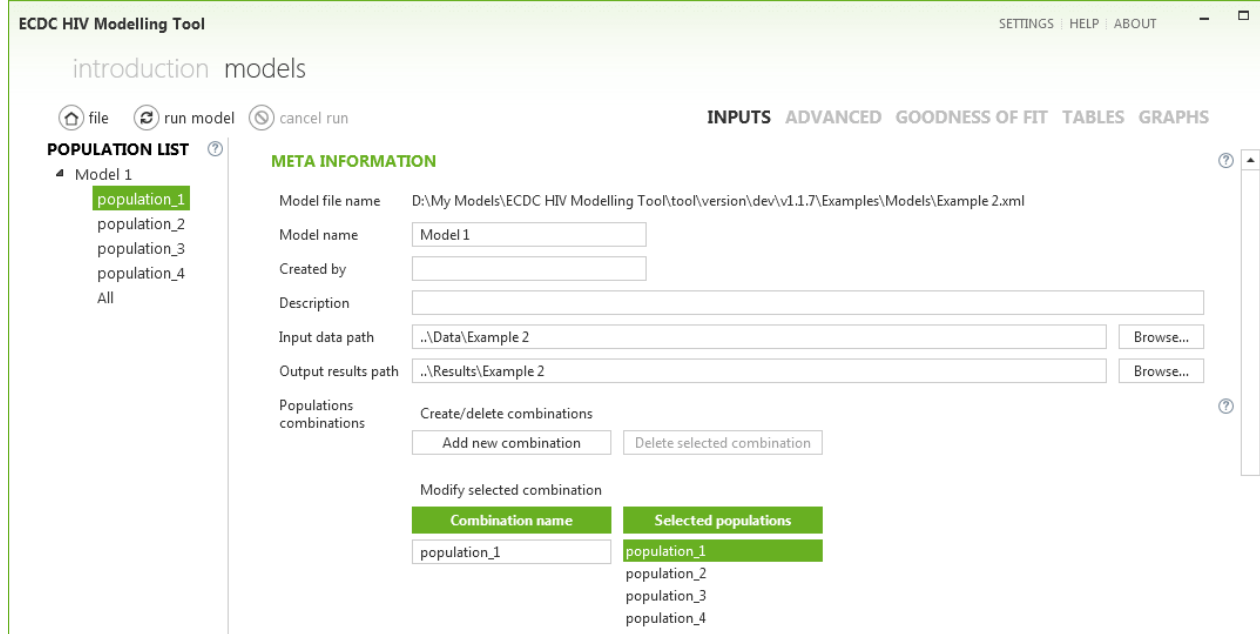 ECDC HIV Modelling Tool
SETTINGS | HELP | ABOUT
introduction models
file run model cancel run
INPUTS ADVANCED GOODNESS OF FIT TABLES GRAPHS
POPULATION LIST ?
Model 1
population_1
population_2
population_3
population_4
All
META INFORMATION ?
Model file name D:\My Models\ECDC HIV Modelling Tool\tool\version\dev\v1.1.7\Examples\Models\Example 2.xml
Model name Model 1
Created by
Description
Input data path ..\Data\Example 2 Browse...
Output results path ..\Results\Example 2 Browse...
Populations
combinations
Create/delete combinations ?
Add new combination Delete selected combination
Modify selected combination
Combination name Selected populations
population_1 population_1
population_2
population_3
population_4